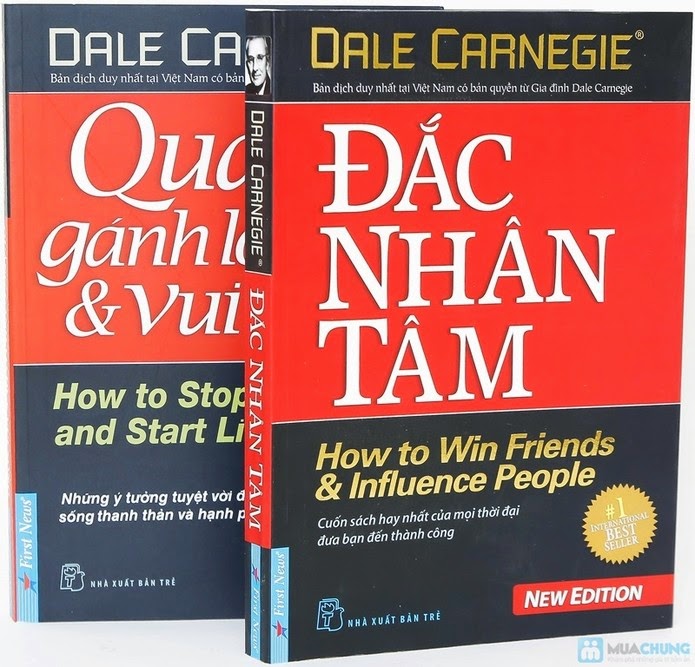 DALE CA
Bản dịch duy nhất tại Việt Nam có bản
gánh
& vui
How to Stop
and Start Li
Những ý tưởng tuyệt vời
sống thanh thản và hạnh
First News
NHÀ XUẤT BẢN TRẺ
DALE CARNEGIE®
ĐẮC NHÂN TÂM
First News
DALE CARNEGIE®
Bản dịch duy nhất tại Việt Nam có bản quyền từ Gia đình Dale Carnegie
ĐẮC
NHÂN
TÂM
How to Win Friends
& Influence People
Cuốn sách hay nhất của mọi thời đại
đưa bạn đến thành công
#1
INTERNATIONAL
BEST
SELLER
NEW EDITION
First News
NHÀ XUẤT BẢN TRẺ
MUACHUNG